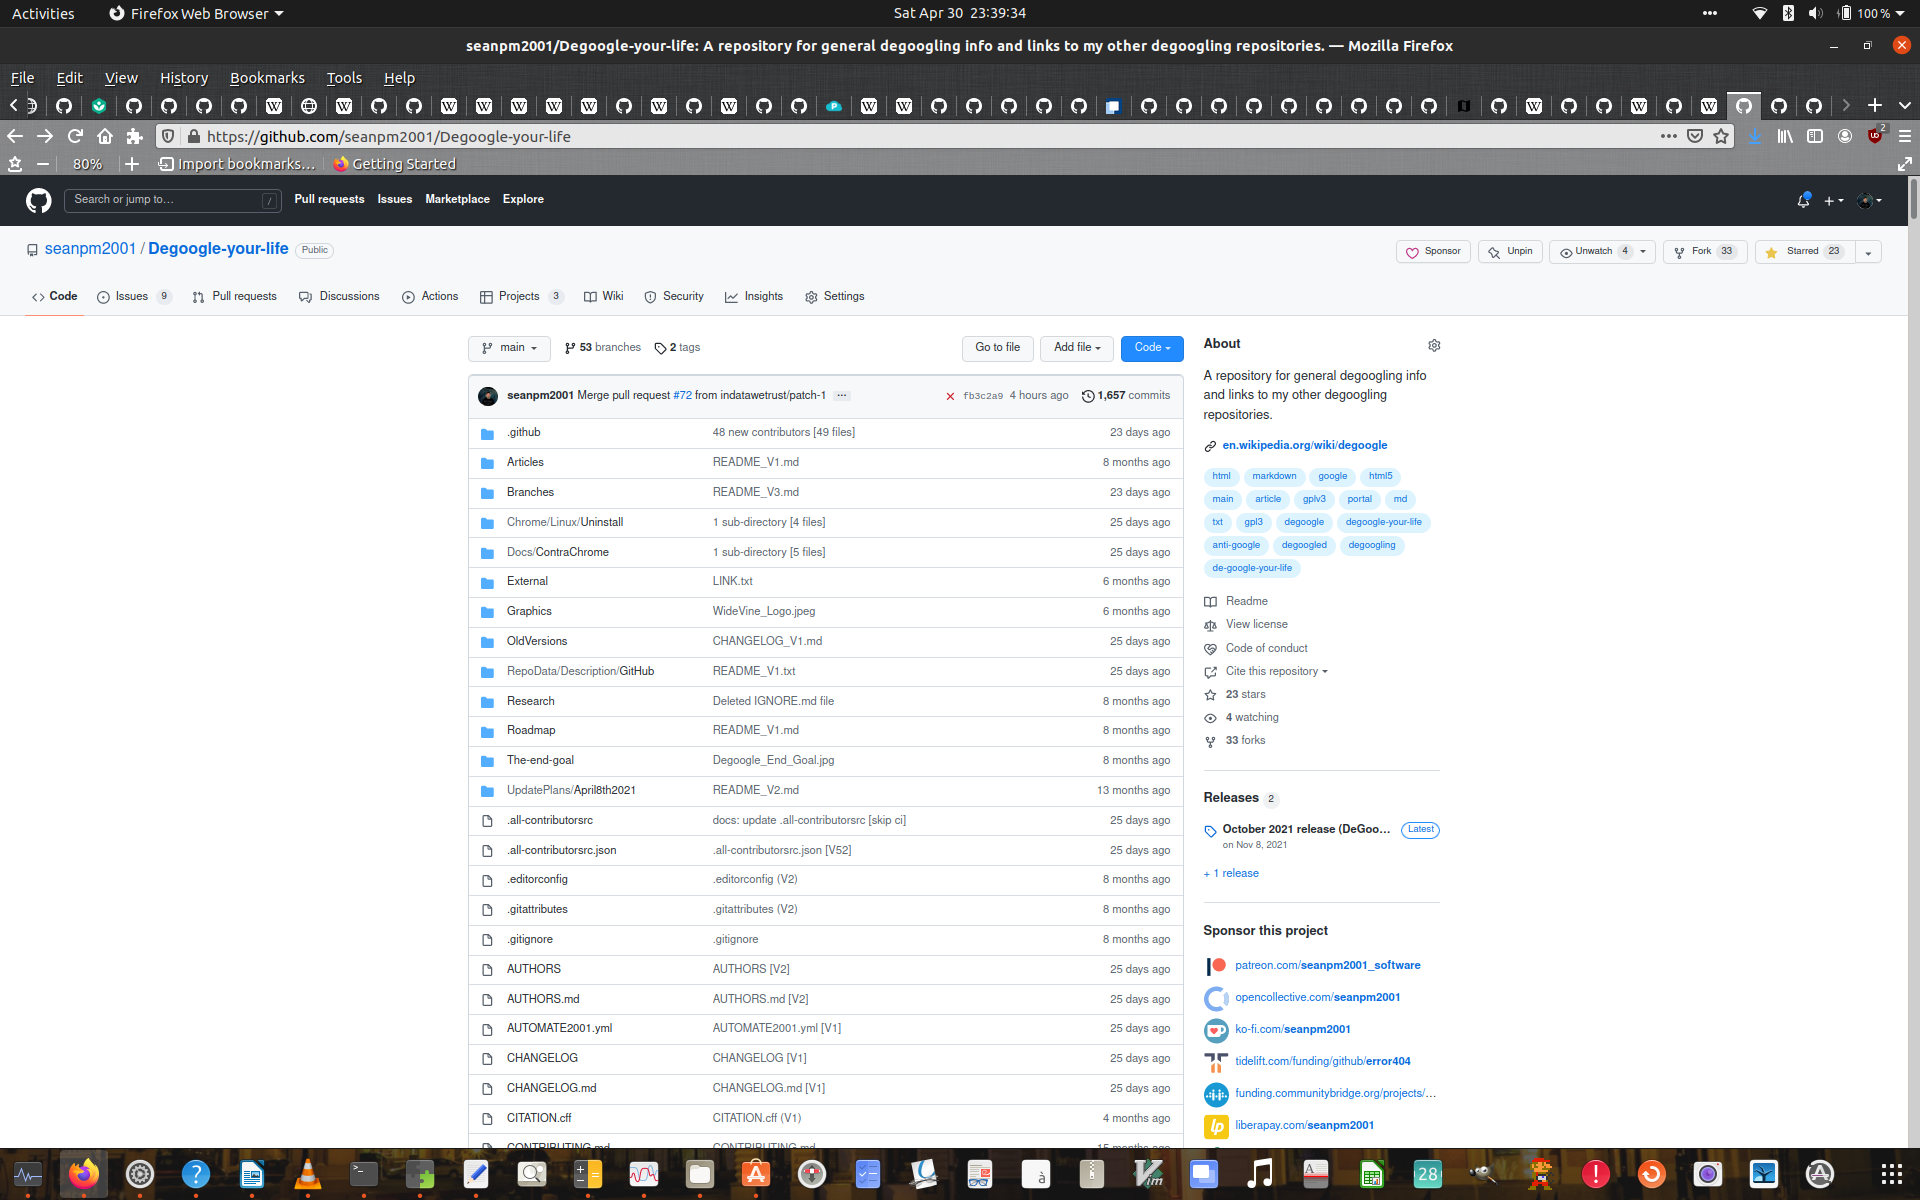 Activities
Firefox Web Browser
Sat Apr 30  23:39:34
100 %
seanpm2001/Degoogle-your-life: A repository for general degoogling info and links to my other degoogling repositories. — Mozilla Firefox
File Edit View History Bookmarks Tools Help
https://github.com/seanpm2001/Degoogle-your-life
2
80%
Import bookmarks...
Getting Started
Search or jump to...
/
Pull requests Issues Marketplace Explore
seanpm2001 / Degoogle-your-life
Public
Sponsor
Unpin
Unwatch 4
Fork 33
Starred 23
Code
Issues 9
Pull requests
Discussions
Actions
Projects 3
Wiki
Security
Insights
Settings
main
53 branches
2 tags
Go to file
Add file
Code
seanpm2001 Merge pull request #72 from indatawetrust/patch-1 ... fb3c2a9 4 hours ago 1,657 commits
.github 48 new contributors [49 files] 23 days ago
Articles README_V1.md 8 months ago
Branches README_V3.md 23 days ago
Chrome/Linux/Uninstall 1 sub-directory [4 files] 25 days ago
Docs/ContraChrome 1 sub-directory [5 files] 25 days ago
External LINK.txt 6 months ago
Graphics WideVine_Logo.jpeg 6 months ago
OldVersions CHANGELOG_V1.md 25 days ago
RepoData/Description/GitHub README_V1.txt 25 days ago
Research Deleted IGNORE.md file 8 months ago
Roadmap README_V1.md 8 months ago
The-end-goal Degoogle_End_Goal.jpg 8 months ago
UpdatePlans/April8th2021 README_V2.md 13 months ago
.all-contributorsrc docs: update .all-contributorsrc [skip ci] 25 days ago
.all-contributorsrc.json .all-contributorsrc.json [V52] 25 days ago
.editorconfig .editorconfig (V2) 8 months ago
.gitattributes .gitattributes (V2) 8 months ago
.gitignore .gitignore 8 months ago
AUTHORS AUTHORS [V2] 25 days ago
AUTHORS.md AUTHORS.md [V2] 25 days ago
AUTOMATE2001.yml AUTOMATE2001.yml [V1] 25 days ago
CHANGELOG CHANGELOG [V1] 25 days ago
CHANGELOG.md CHANGELOG.md [V1] 25 days ago
CITATION.cff CITATION.cff (V1) 4 months ago
CONTRIBUTING.md CONTRIBUTING.md 15 months ago
About
A repository for general degoogling info
and links to my other degoogling
repositories.
en.wikipedia.org/wiki/degoogle
html markdown google html5
main article gplv3 portal md
txt gpl3 degoogle degoogle-your-life
anti-google degoogled degoogling
de-google-your-life
Readme
View license
Code of conduct
Cite this repository
23 stars
4 watching
33 forks
Releases 2
October 2021 release (DeGoo... Latest
on Nov 8, 2021
+ 1 release
Sponsor this project
patreon.com/seanpm2001_software
opencollective.com/seanpm2001
ko-fi.com/seanpm2001
tidelift.com/funding/github/error404
funding.communitybridge.org/projects/...
liberapay.com/seanpm2001
28